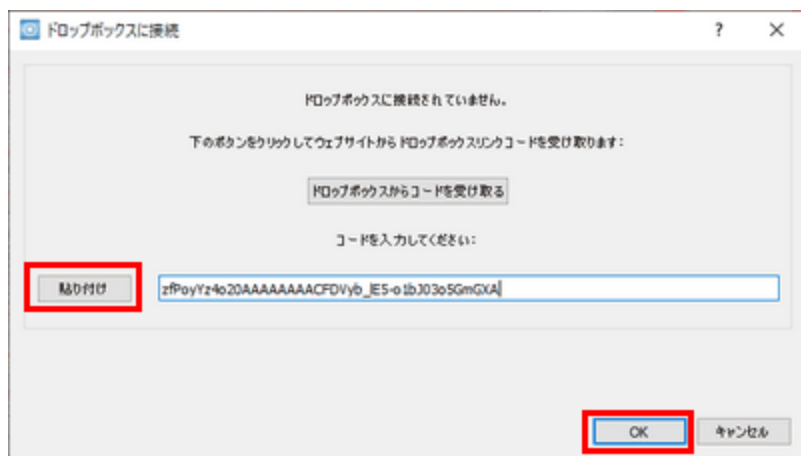 ドロップボックスに接続
ドロップボックスに接続されていません。
下のボタンをクリックしてウェブサイトからドロップボックスリンクコードを受け取ります：
ドロップボックスからコードを受け取る
コードを入力してください：
貼り付け zfPoyYz4o20AAAAAAAACFDVyb_lE5-o1bJ03o5GmGXA
OK キャンセル